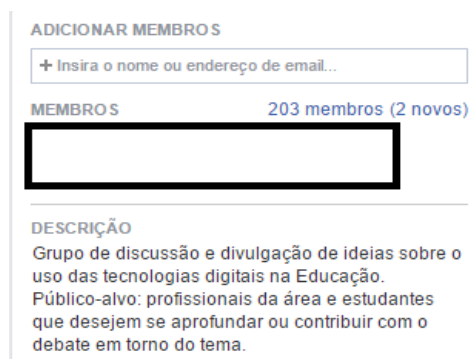 ADICIONAR MEMBROS
+ Insira o nome ou endereço de email...
MEMBROS 203 membros (2 novos)
DESCRIÇÃO
Grupo de discussão e divulgação de ideias sobre o
uso das tecnologias digitais na Educação.
Público-alvo: profissionais da área e estudantes
que desejem se aprofundar ou contribuir com o
debate em torno do tema.